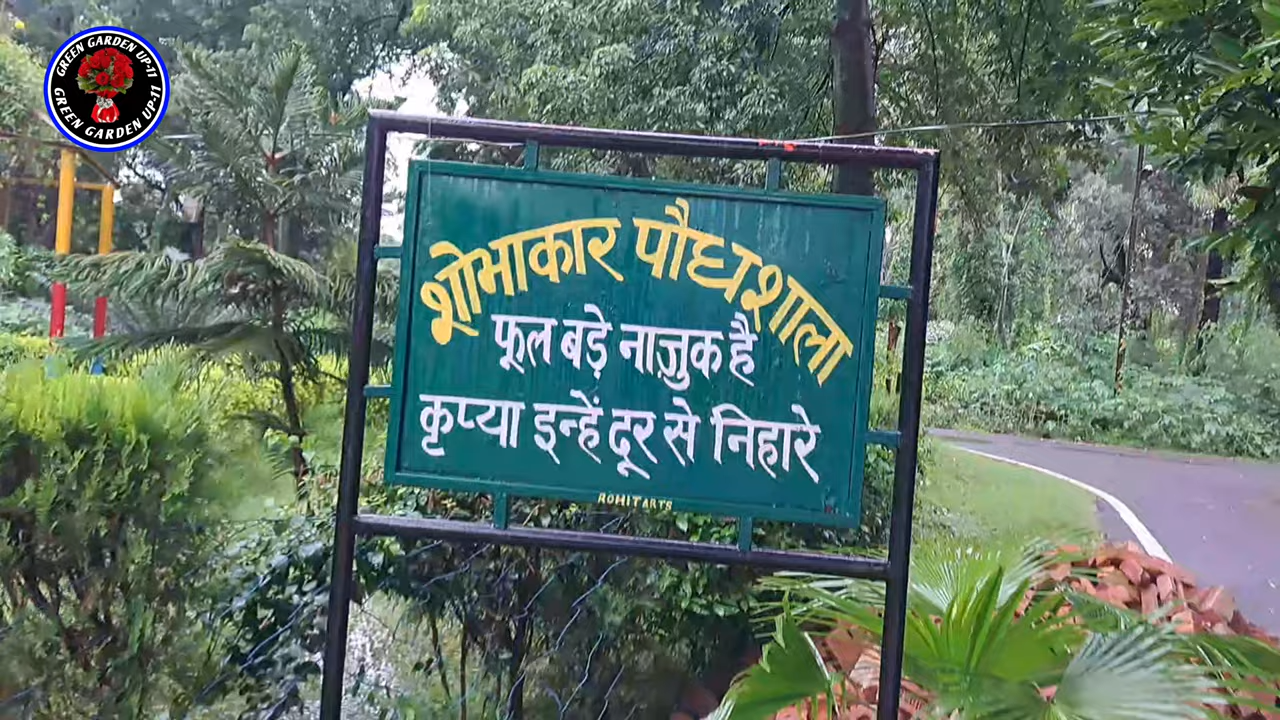 GREEN GARDEN UP-11
GREEN GARDEN UP-11
शोभाकार पौधशाला
फूल बड़े नाज़ुक है
कृप्या इन्हें दूर से निहारे
ROHIT ARTS